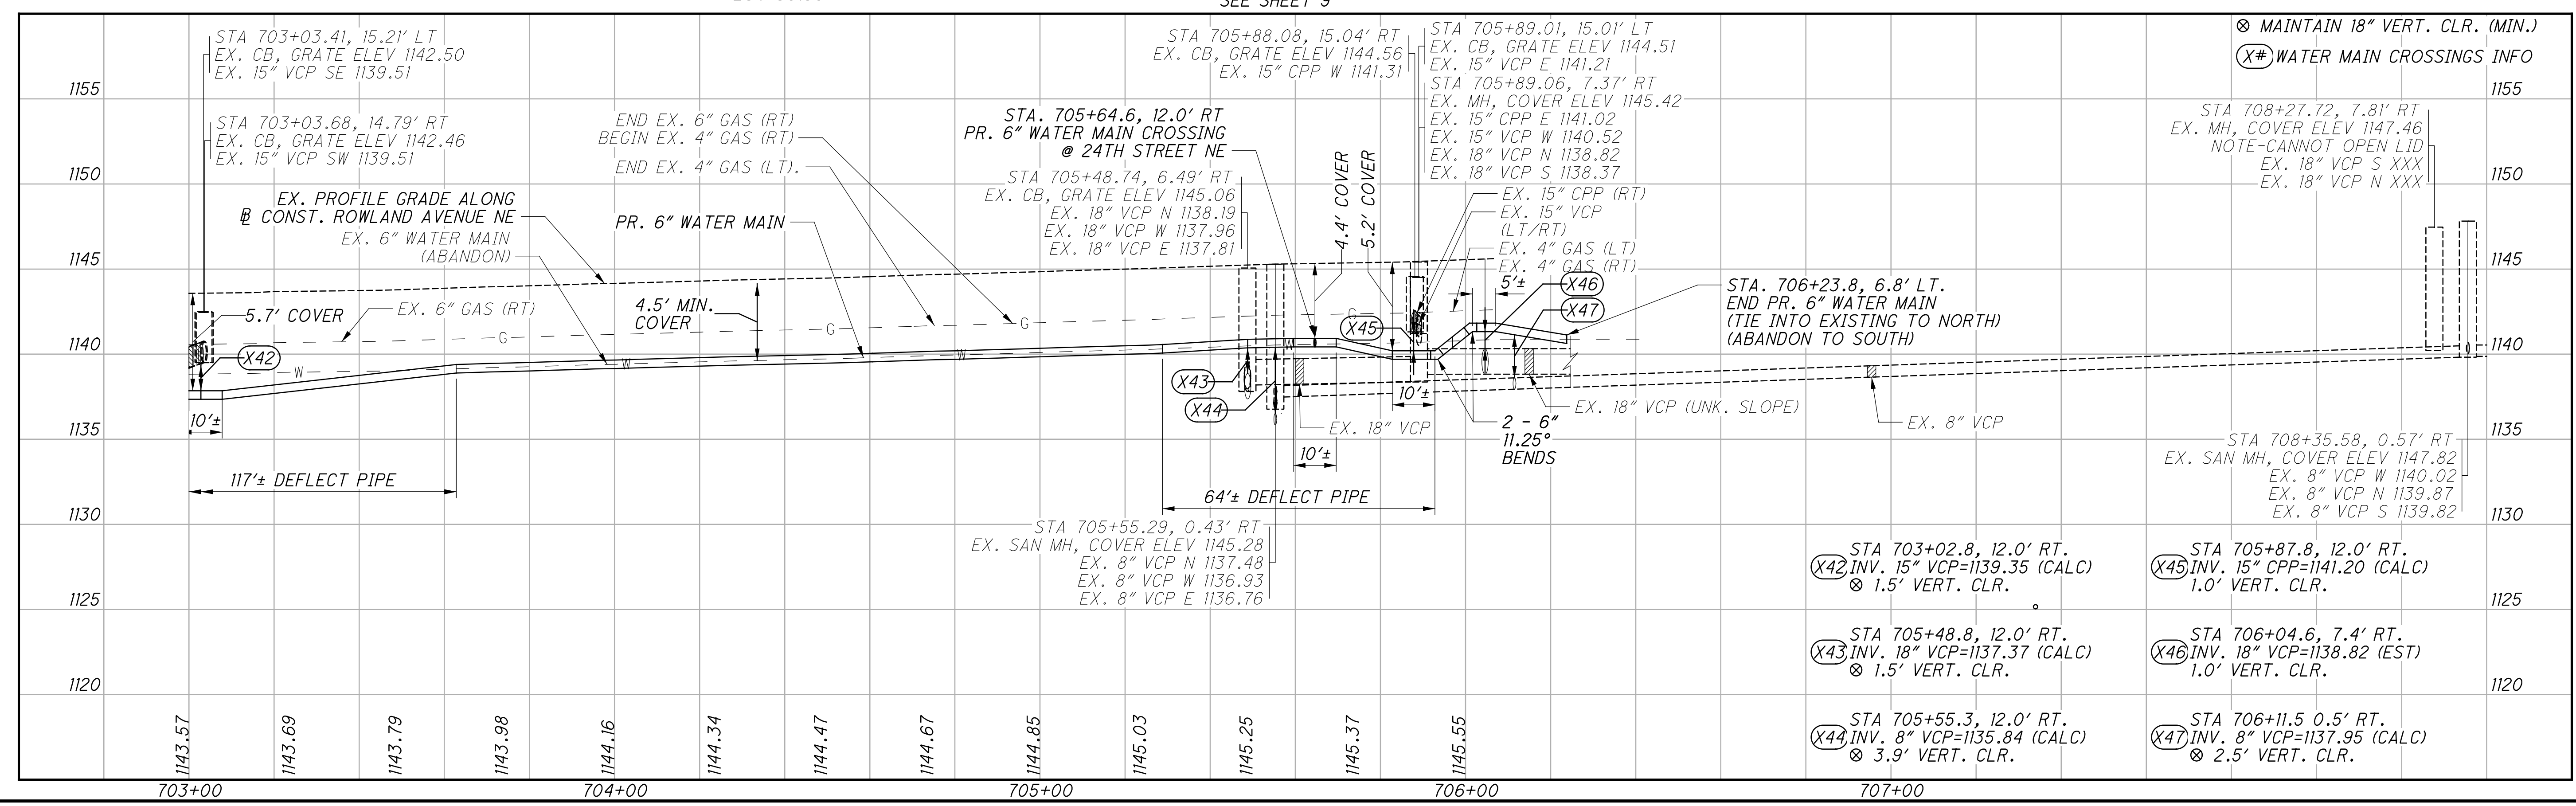 SEE SHEET 9
⊗ MAINTAIN 18" VERT. CLR. (MIN.)
X# WATER MAIN CROSSINGS INFO
STA 703+03.41, 15.21' LT
EX. CB, GRATE ELEV 1142.50
EX. 15" VCP SE 1139.51
STA 703+03.68, 14.79' RT
EX. CB, GRATE ELEV 1142.46
EX. 15" VCP SW 1139.51
EX. PROFILE GRADE ALONG
CONST. ROWLAND AVENUE NE
EX. 6" WATER MAIN
(ABANDON)
5.7' COVER
EX. 6" GAS (RT)
X42
10'±
117'± DEFLECT PIPE
END EX. 6" GAS (RT)
BEGIN EX. 4" GAS (RT)
END EX. 4" GAS (LT).
PR. 6" WATER MAIN
4.5' MIN.
COVER
G
G
G
G
G
W
W
W
STA. 705+64.6, 12.0' RT
PR. 6" WATER MAIN CROSSING
@ 24TH STREET NE
STA 705+48.74, 6.49' RT
EX. CB, GRATE ELEV 1145.06
EX. 18" VCP N 1138.19
EX. 18" VCP W 1137.96
EX. 18" VCP E 1137.81
4.4' COVER
5.2' COVER
STA 705+88.08, 15.04' RT
EX. CB, GRATE ELEV 1144.56
EX. 15" CPP W 1141.31
STA 705+89.01, 15.01' LT
EX. CB, GRATE ELEV 1144.51
EX. 15" VCP E 1141.21
STA 705+89.06, 7.37' RT
EX. MH, COVER ELEV 1145.42
EX. 15" CPP E 1141.02
EX. 15" VCP W 1140.52
EX. 18" VCP N 1138.82
EX. 18" VCP S 1138.37
EX. 15" CPP (RT)
EX. 15" VCP
(LT/RT)
EX. 4" GAS (LT)
EX. 4" GAS (RT)
5'±
X46
X47
X45
X43
X44
STA. 706+23.8, 6.8' LT.
END PR. 6" WATER MAIN
(TIE INTO EXISTING TO NORTH)
(ABANDON TO SOUTH)
EX. 18" VCP (UNK. SLOPE)
EX. 18" VCP
EX. 8" VCP
2 - 6"
11.25°
BENDS
10'±
10'±
64'± DEFLECT PIPE
STA 705+55.29, 0.43' RT
EX. SAN MH, COVER ELEV 1145.28
EX. 8" VCP N 1137.48
EX. 8" VCP W 1136.93
EX. 8" VCP E 1136.76
STA 708+27.72, 7.81' RT
EX. MH, COVER ELEV 1147.46
NOTE-CANNOT OPEN LID
EX. 18" VCP S XXX
EX. 18" VCP N XXX
STA 708+35.58, 0.57' RT
EX. SAN MH, COVER ELEV 1147.82
EX. 8" VCP W 1140.02
EX. 8" VCP N 1139.87
EX. 8" VCP S 1139.82
X42 STA 703+02.8, 12.0' RT.
INV. 15" VCP=1139.35 (CALC)
⊗ 1.5' VERT. CLR.
X43 STA 705+48.8, 12.0' RT.
INV. 18" VCP=1137.37 (CALC)
⊗ 1.5' VERT. CLR.
X44 STA 705+55.3, 12.0' RT.
INV. 8" VCP=1135.84 (CALC)
⊗ 3.9' VERT. CLR.
X45 STA 705+87.8, 12.0' RT.
INV. 15" CPP=1141.20 (CALC)
1.0' VERT. CLR.
X46 STA 706+04.6, 7.4' RT.
INV. 18" VCP=1138.82 (EST)
1.0' VERT. CLR.
X47 STA 706+11.5 0.5' RT.
INV. 8" VCP=1137.95 (CALC)
⊗ 2.5' VERT. CLR.
1155
1150
1145
1140
1135
1130
1125
1120
1155
1150
1145
1140
1135
1130
1125
1120
1143.57
1143.69
1143.79
1143.98
1144.16
1144.34
1144.47
1144.67
1144.85
1145.03
1145.25
1145.37
1145.55
703+00
704+00
705+00
706+00
707+00